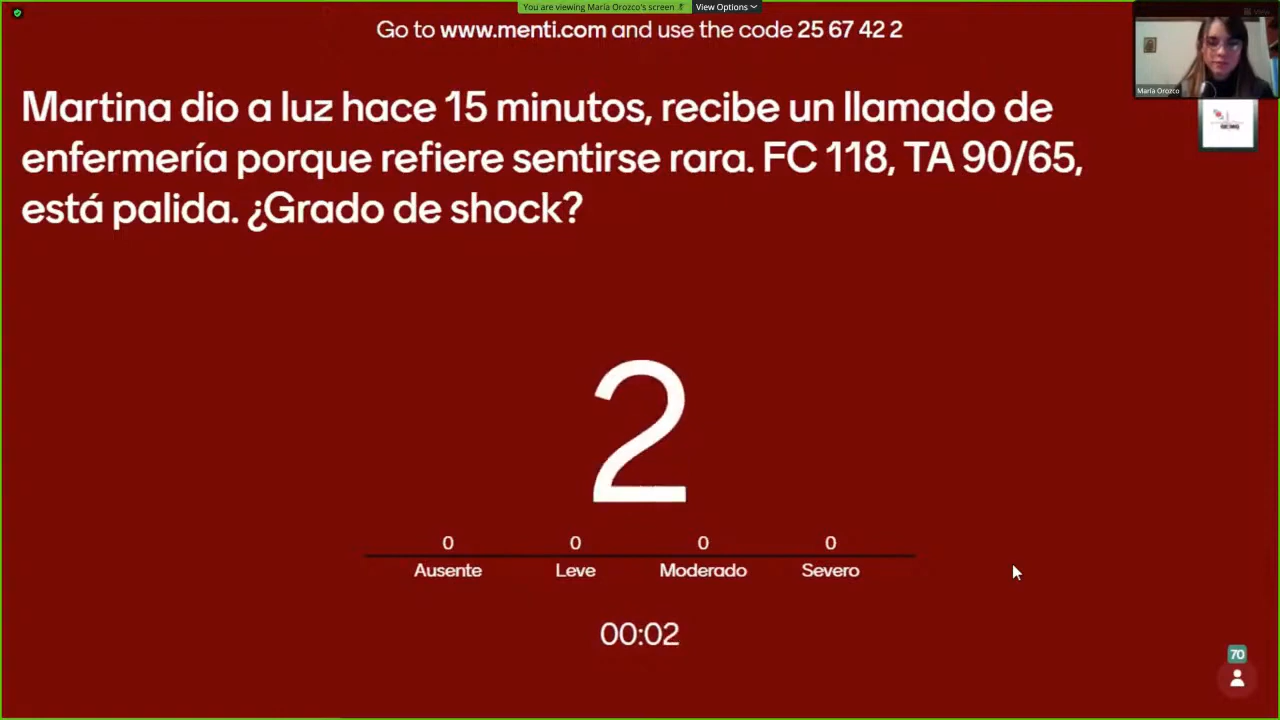 You are viewing María Orozco's screen
View Options
View
Go to www.menti.com and use the code 25 67 42 2
María Orozco
Martina dio a luz hace 15 minutos, recibe un llamado de
enfermería porque refiere sentirse rara. FC 118, TA 90/65,
está palida. ¿Grado de shock?
2
0 0 0 0
Ausente Leve Moderado Severo
00:02
70